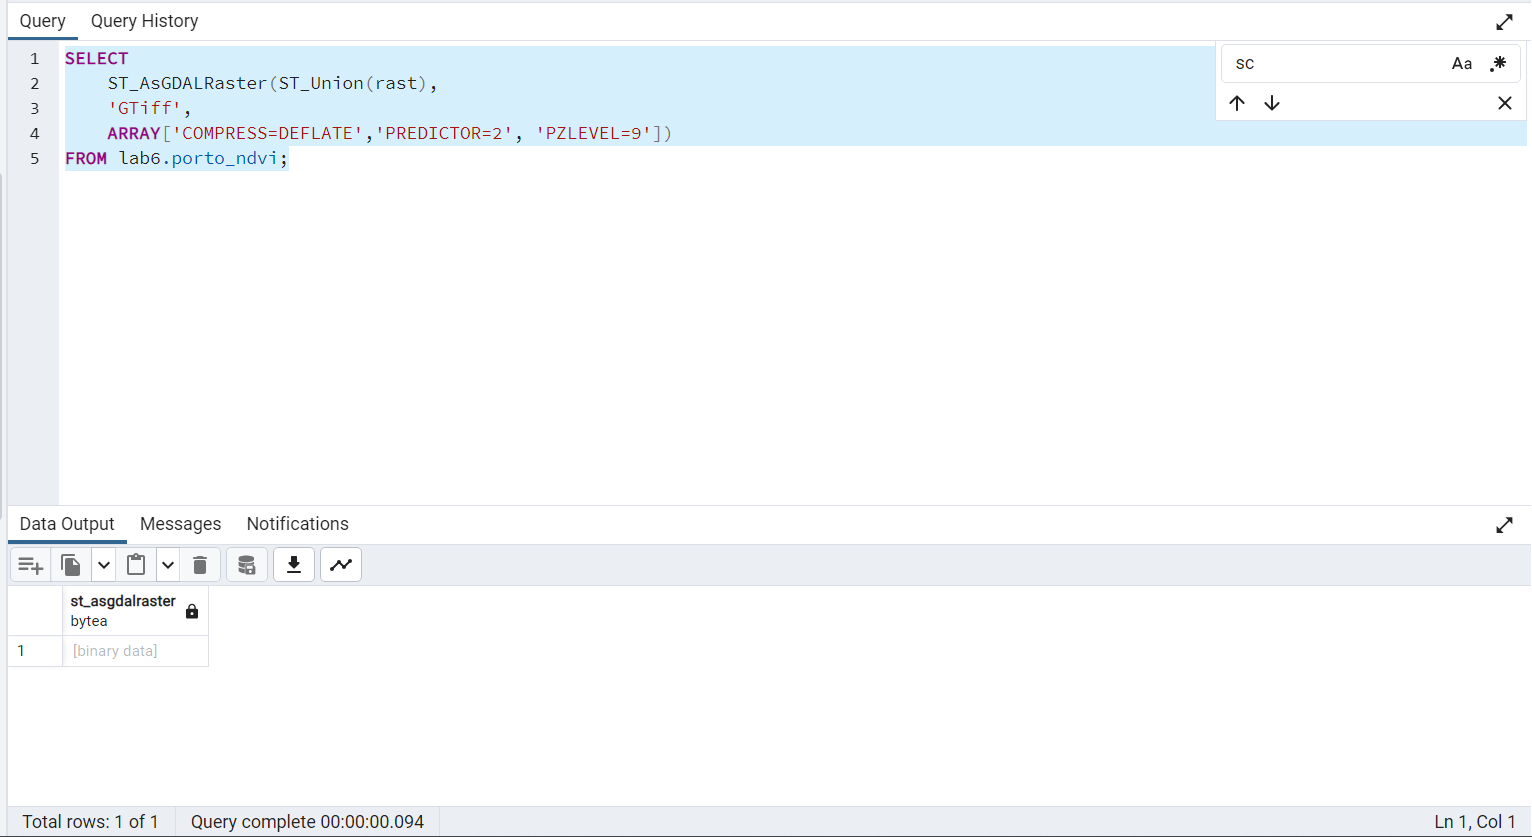 Query Query History
sc Aa .*
1 SELECT
2 ST_AsGDALRaster(ST_Union(rast),
3 'GTiff',
4 ARRAY['COMPRESS=DEFLATE','PREDICTOR=2', 'PZLEVEL=9'])
5 FROM lab6.porto_ndvi;
Data Output Messages Notifications
st_asgdalraster
bytea
1 [binary data]
Total rows: 1 of 1 Query complete 00:00:00.094 Ln 1, Col 1